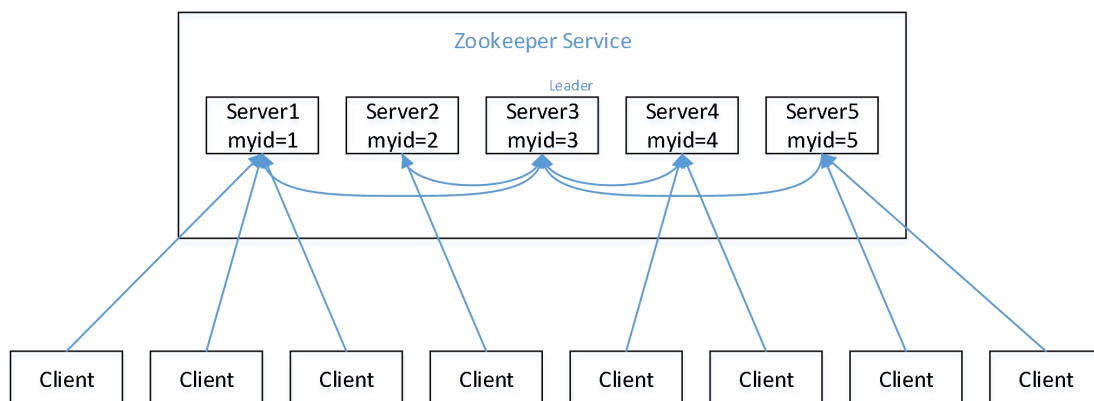 Zookeeper Service
Leader
Server1
myid=1
Server2
myid=2
Server3
myid=3
Server4
myid=4
Server5
myid=5
Client
Client
Client
Client
Client
Client
Client
Client